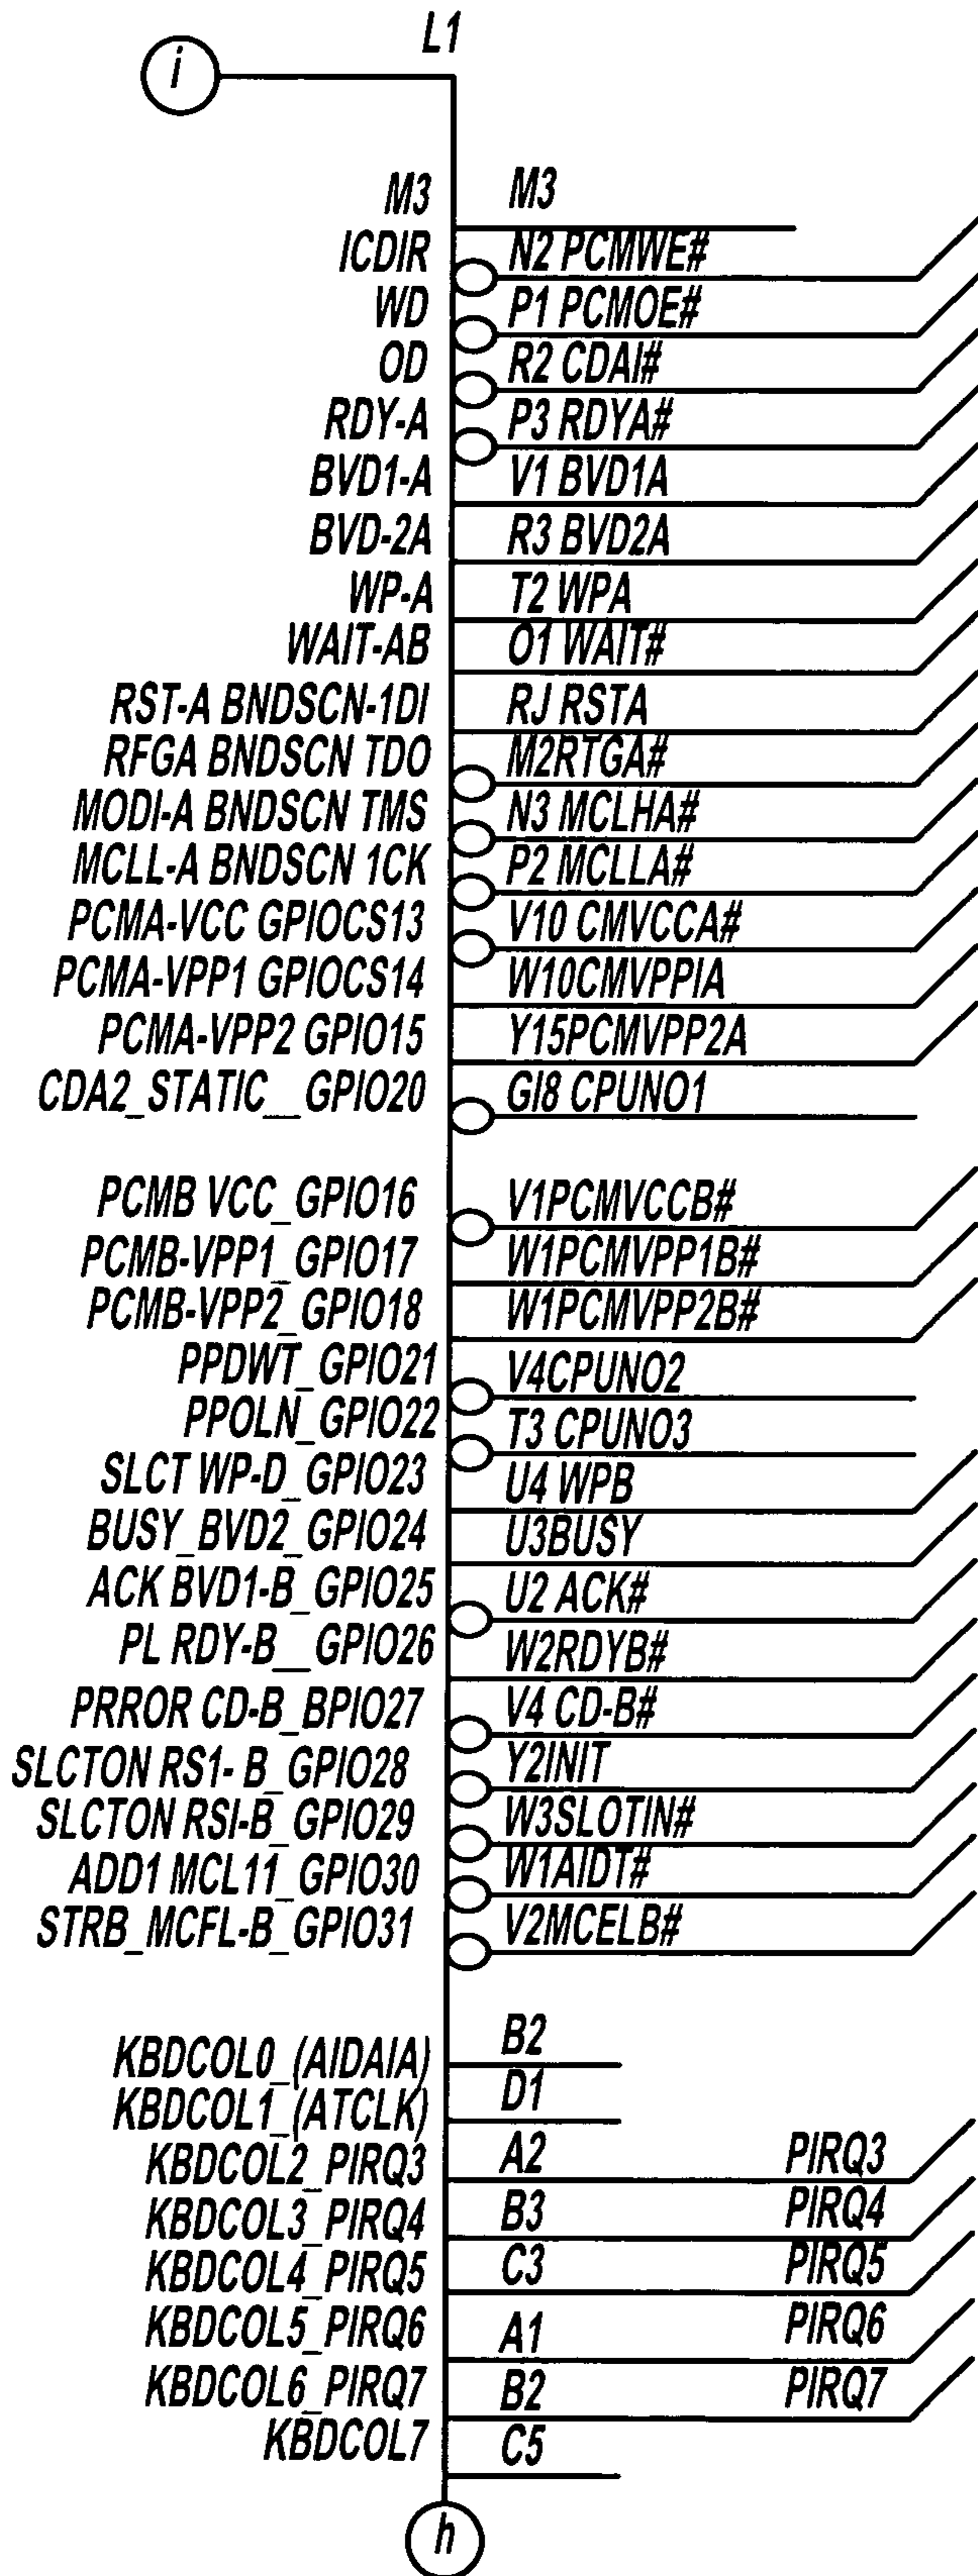 L1
i
M3 M3
ICDIR N2 PCMWE#
WD P1 PCMOE#
OD R2 CDAI#
RDY-A P3 RDYA#
BVD1-A V1 BVD1A
BVD-2A R3 BVD2A
WP-A T2 WPA
WAIT-AB O1 WAIT#
RST-A BNDSCN-1DI RJ RSTA
RFGA BNDSCN TDO M2RTGA#
MODI-A BNDSCN TMS N3 MCLHA#
MCLL-A BNDSCN 1CK P2 MCLLA#
PCMA-VCC GPIOCS13 V10 CMVCCA#
PCMA-VPP1 GPIOCS14 W10CMVPPIA
PCMA-VPP2 GPIO15 Y15PCMVPP2A
CDA2_STATIC__GPIO20 GI8 CPUNO1
PCMB VCC_GPIO16 V1PCMVCCB#
PCMB-VPP1_GPIO17 W1PCMVPP1B#
PCMB-VPP2_GPIO18 W1PCMVPP2B#
PPDWT_GPIO21 V4CPUNO2
PPOLN_GPIO22 T3 CPUNO3
SLCT WP-D_GPIO23 U4 WPB
BUSY_BVD2_GPIO24 U3BUSY
ACK BVD1-B_GPIO25 U2 ACK#
PL RDY-B__GPIO26 W2RDYB#
PRROR CD-B_BPIO27 V4 CD-B#
SLCTON RS1- B_GPIO28 Y2INIT
SLCTON RSI-B_GPIO29 W3SLOTIN#
ADD1 MCL11_GPIO30 W1AIDT#
STRB_MCFL-B_GPIO31 V2MCELB#
KBDCOL0_(AIDAIA) B2
KBDCOL1_(ATCLK) D1
KBDCOL2_PIRQ3 A2 PIRQ3
KBDCOL3_PIRQ4 B3 PIRQ4
KBDCOL4_PIRQ5 C3 PIRQ5
KBDCOL5_PIRQ6 A1 PIRQ6
KBDCOL6_PIRQ7 B2 PIRQ7
KBDCOL7 C5
h